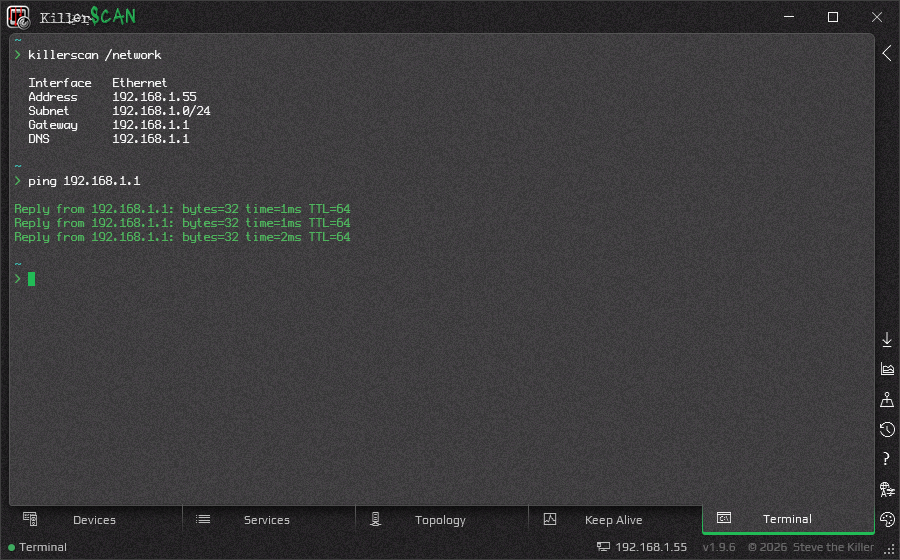 KillerSCAN
~
> killerscan /network
Interface Ethernet
Address 192.168.1.55
Subnet 192.168.1.0/24
Gateway 192.168.1.1
DNS 192.168.1.1
~
> ping 192.168.1.1
Reply from 192.168.1.1: bytes=32 time=1ms TTL=64
Reply from 192.168.1.1: bytes=32 time=1ms TTL=64
Reply from 192.168.1.1: bytes=32 time=2ms TTL=64
~
>
Devices Services Topology Keep Alive Terminal
Terminal 192.168.1.55 v1.9.6 © 2026 Steve the Killer